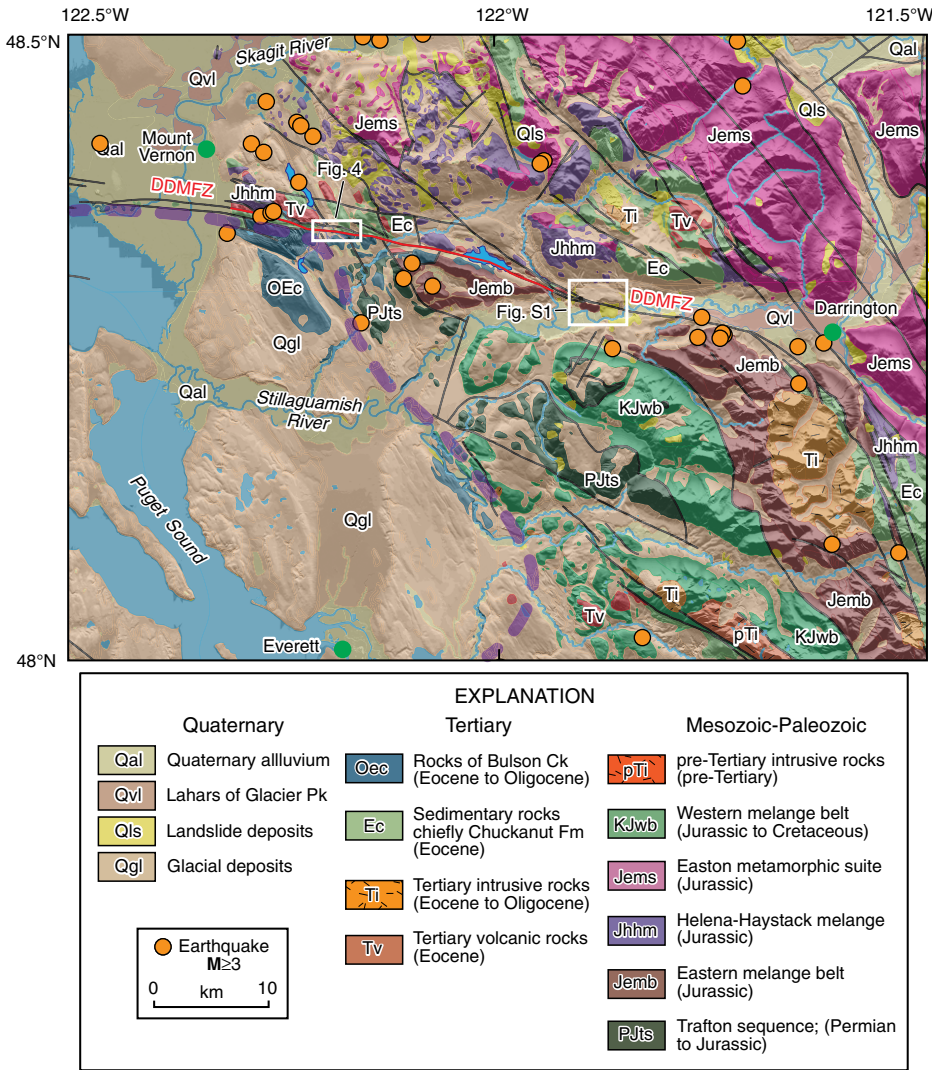 122.5°W
122°W
121.5°W
48.5°N
Skagit River
Qal
Qvl
Qls
Jems
Qls
Jems
Jems
Qal
Mount
Vernon
Fig. 4
DDMFZ
Jhhm
Tv
Ec
Ti
Tv
Jhhm
Ec
OEc
Jemb
DDMFZ
Darrington
PJts
Fig. S1
Qvl
Qgl
Jemb
Jems
Qal
Stillaguamish
River
KJwb
Jhhm
Ti
PJts
Ec
Puget Sound
Qgl
Ti
Jemb
Tv
pTi
KJwb
Everett
48°N
EXPLANATION
Quaternary
Qal Quaternary allluvium
Qvl Lahars of Glacier Pk
Qls Landslide deposits
Qgl Glacial deposits
Earthquake
M≥3
0 10
km
Tertiary
Oec Rocks of Bulson Ck
(Eocene to Oligocene)
Ec Sedimentary rocks
chiefly Chuckanut Fm
(Eocene)
Ti Tertiary intrusive rocks
(Eocene to Oligocene)
Tv Tertiary volcanic rocks
(Eocene)
Mesozoic-Paleozoic
pTi pre-Tertiary intrusive rocks
(pre-Tertiary)
KJwb Western melange belt
(Jurassic to Cretaceous)
Jems Easton metamorphic suite
(Jurassic)
Jhhm Helena-Haystack melange
(Jurassic)
Jemb Eastern melange belt
(Jurassic)
PJts Trafton sequence; (Permian
to Jurassic)